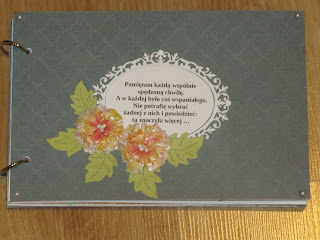 Pamiętam każdą wspólnie
spędzoną chwilę.
A w każdej było coś wspaniałego.
Nie potrafię wybrać
żadnej z nich i powiedzieć:
ta znaczyła więcej ...